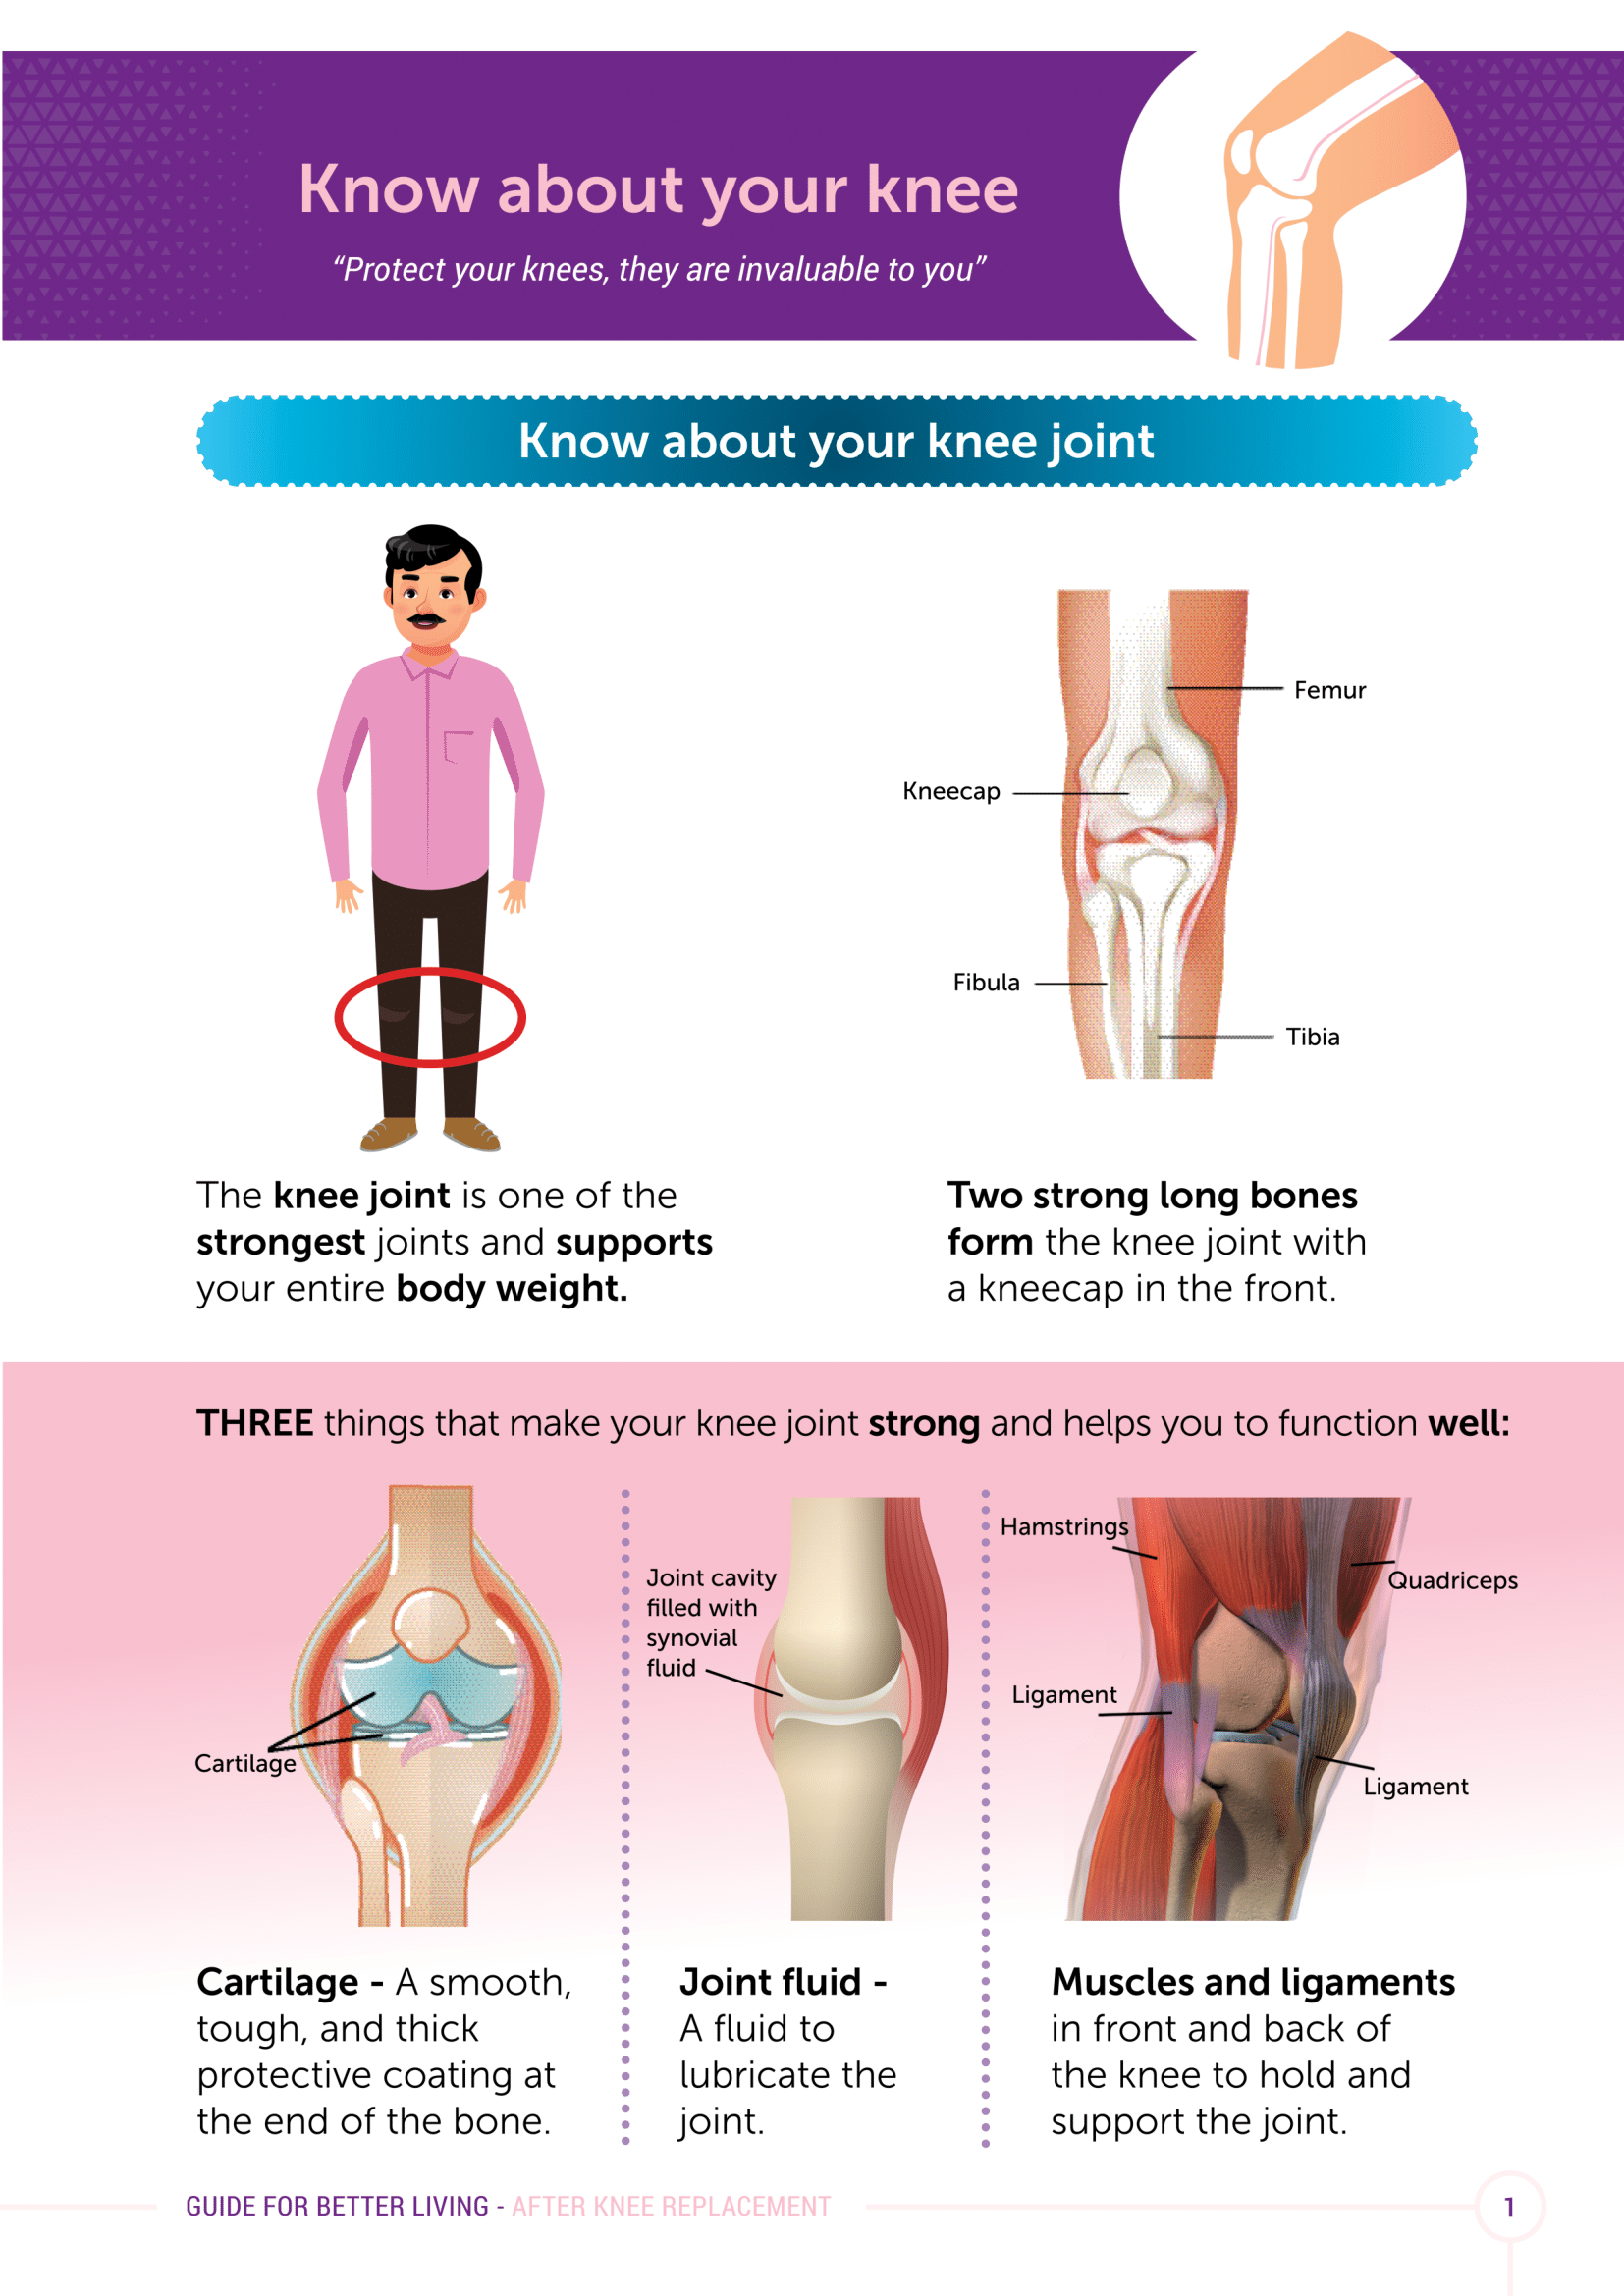 Know about your knee
“Protect your knees, they are invaluable to you”
Know about your knee joint
Femur
Kneecap
Fibula
Tibia
The knee joint is one of the
strongest joints and supports
your entire body weight.
Two strong long bones
form the knee joint with
a kneecap in the front.
THREE things that make your knee joint strong and helps you to function well:
Cartilage
Joint cavity
filled with
synovial
fluid
Hamstrings
Quadriceps
Ligament
Ligament
Cartilage - A smooth,
tough, and thick
protective coating at
the end of the bone.
Joint fluid -
A fluid to
lubricate the
joint.
Muscles and ligaments
in front and back of
the knee to hold and
support the joint.
GUIDE FOR BETTER LIVING - AFTER KNEE REPLACEMENT
1